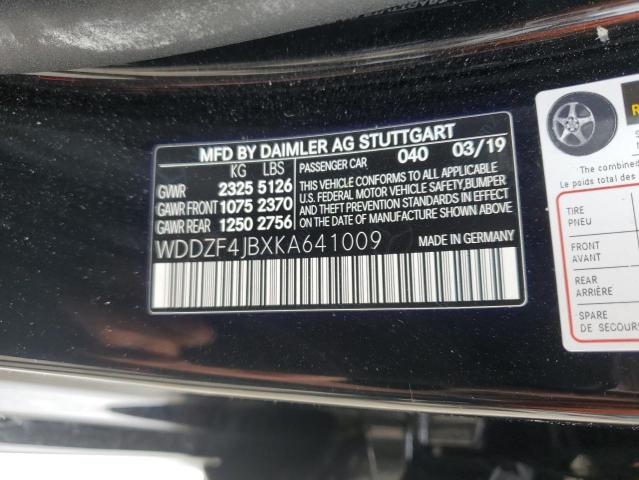 MFD BY DAIMLER AG STUTTGART
KG LBS
GVWR 2325 5126
GAWR FRONT 1075 2370
GAWR REAR 1250 2756
PASSENGER CAR 040 03/19
THIS VEHICLE CONFORMS TO ALL APPLICABLE
U.S. FEDERAL MOTOR VEHICLE SAFETY, BUMPER
AND THEFT PREVENTION STANDARDS IN EFFECT
ON THE DATE OF MANUFACTURE SHOWN ABOVE.
WDDZF4JBXKA641009
MADE IN GERMANY
The combined
Le poids total des
TIRE
PNEU
FRONT
AVANT
REAR
ARRIÈRE
SPARE
DE SECOURS